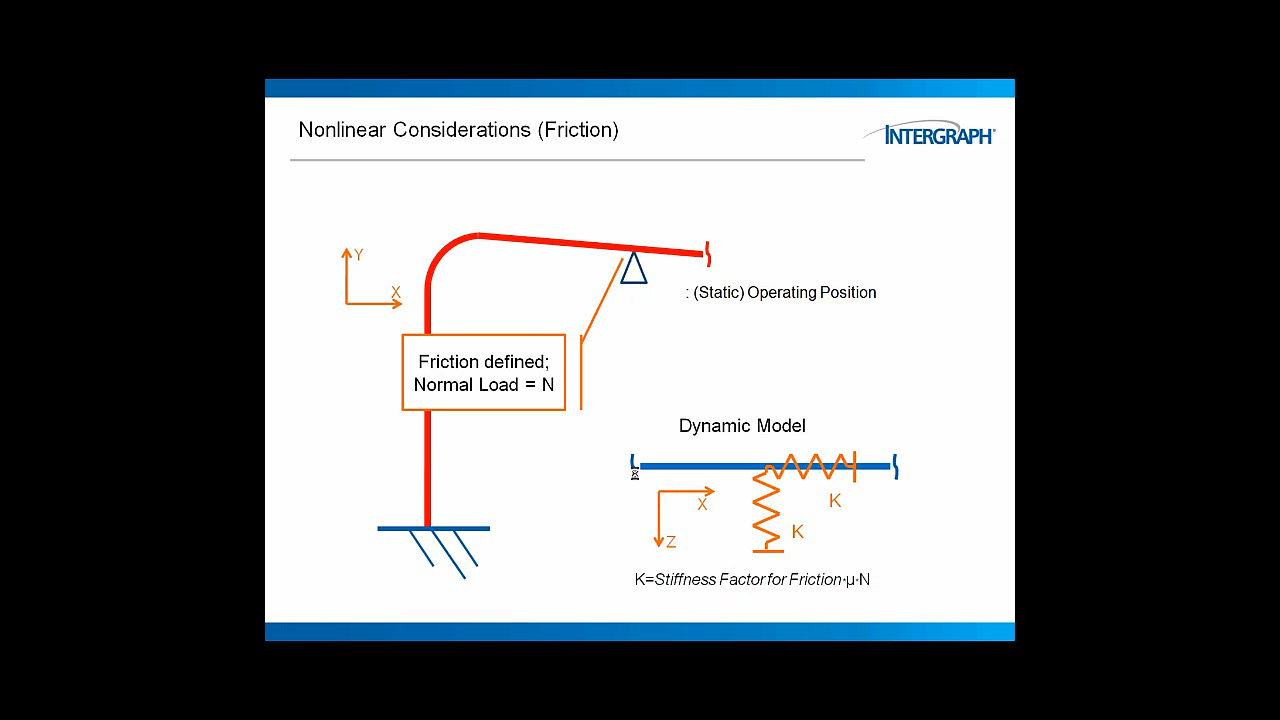 Nonlinear Considerations (Friction)
INTERGRAPH®
Y
X
: (Static) Operating Position
Friction defined;
Normal Load = N
Dynamic Model
X
K
Z
K
K=Stiffness Factor for Friction·µ·N